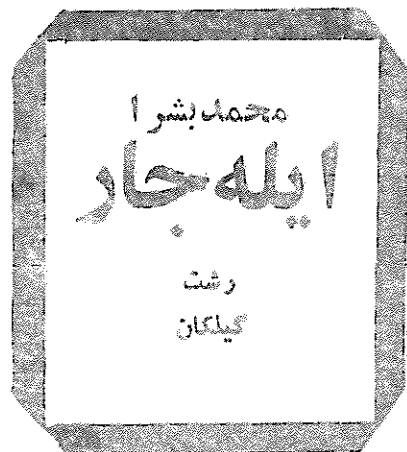 محمد بشرا
ایله جار
رشت
گیلکان